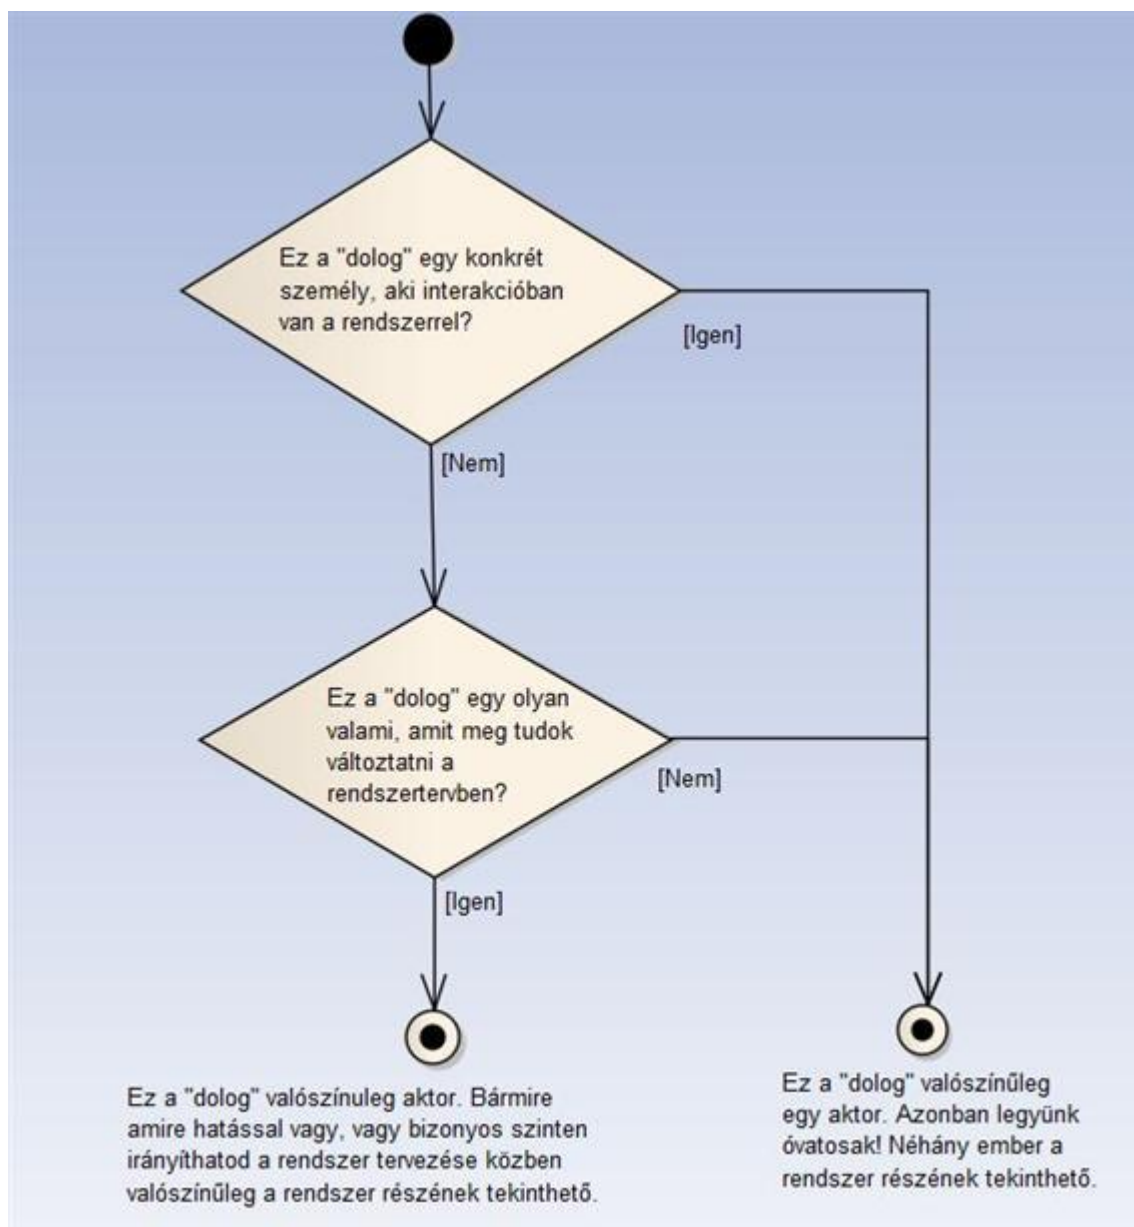 Ez a "dolog" egy konkrét
személy, aki interakcióban
van a rendszerrel?
[Igen]
[Nem]
Ez a "dolog" egy olyan
valami, amit meg tudok
változtatni a
rendszertervben?
[Nem]
[Igen]
Ez a "dolog" valószínuleg aktor. Bármire
amire hatással vagy, vagy bizonyos szinten
irányíthatod a rendszer tervezése közben
valószínűleg a rendszer részének tekinthető.
Ez a "dolog" valószínűleg
egy aktor. Azonban legyünk
óvatosak! Néhány ember a
rendszer részének tekinthető.